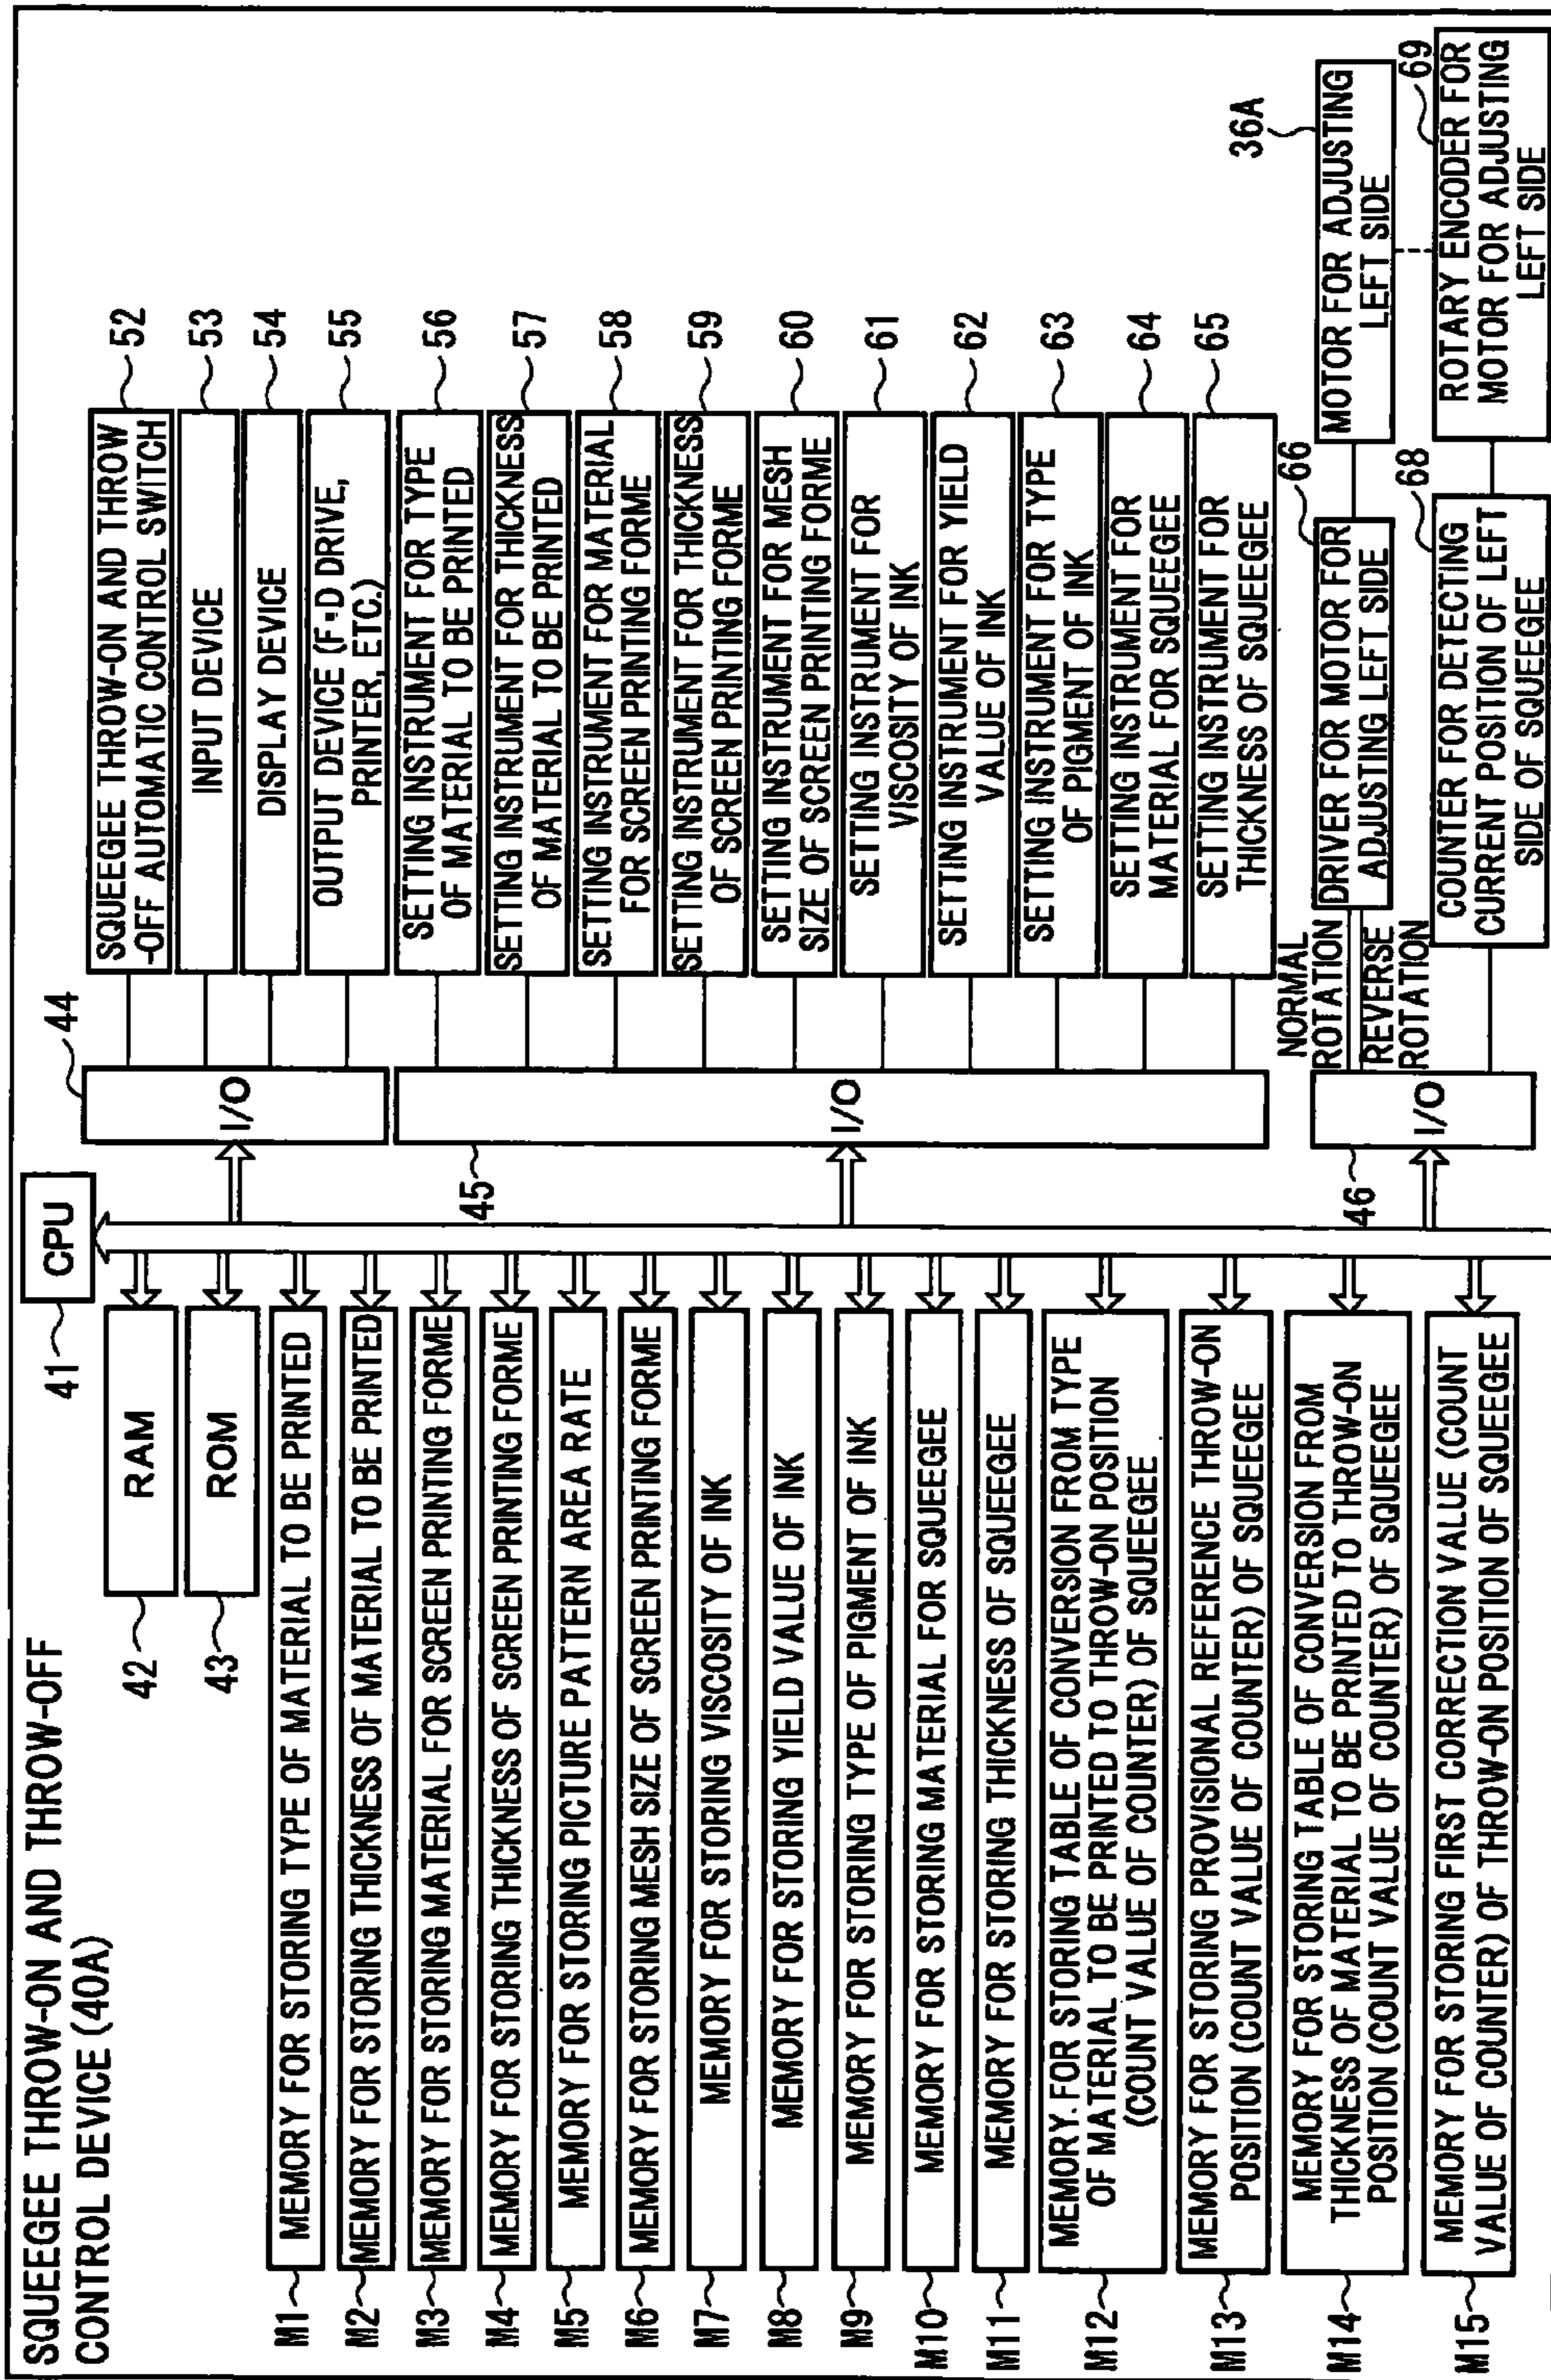 SQUEEGEE THROW-ON AND THROW-OFF
CONTROL DEVICE (40A)
CPU
41
RAM
42
ROM
43
M1
MEMORY FOR STORING TYPE OF MATERIAL TO BE PRINTED
M2
MEMORY FOR STORING THICKNESS OF MATERIAL TO BE PRINTED
M3
MEMORY FOR STORING MATERIAL FOR SCREEN PRINTING FORME
M4
MEMORY FOR STORING THICKNESS OF SCREEN PRINTING FORME
M5
MEMORY FOR STORING PICTURE PATTERN AREA RATE
M6
MEMORY FOR STORING MESH SIZE OF SCREEN PRINTING FORME
M7
MEMORY FOR STORING VISCOSITY OF INK
M8
MEMORY FOR STORING YIELD VALUE OF INK
M9
MEMORY FOR STORING TYPE OF PIGMENT OF INK
M10
MEMORY FOR STORING MATERIAL FOR SQUEEGEE
M11
MEMORY FOR STORING THICKNESS OF SQUEEGEE
M12
MEMORY. FOR STORING TABLE OF CONVERSION FROM TYPE
OF MATERIAL TO BE PRINTED TO THROW-ON POSITION
(COUNT VALUE OF COUNTER) OF SQUEEGEE
M13
MEMORY FOR STORING PROVISIONAL REFERENCE THROW-ON
POSITION (COUNT VALUE OF COUNTER) OF SQUEEGEE
M14
MEMORY FOR STORING TABLE OF CONVERSION FROM
THICKNESS OF MATERIAL TO BE PRINTED TO THROW-ON
POSITION (COUNT VALUE OF COUNTER) OF SQUEEGEE
M15
MEMORY FOR STORING FIRST CORRECTION VALUE (COUNT
VALUE OF COUNTER) OF THROW-ON POSITION OF SQUEEGEE
44
I/O
SQUEEGEE THROW-ON AND THROW
-OFF AUTOMATIC CONTROL SWITCH
52
INPUT DEVICE
53
DISPLAY DEVICE
54
OUTPUT DEVICE (F·D DRIVE,
PRINTER, ETC.)
55
45
I/O
SETTING INSTRUMENT FOR TYPE
OF MATERIAL TO BE PRINTED
56
SETTING INSTRUMENT FOR THICKNESS
OF MATERIAL TO BE PRINTED
57
SETTING INSTRUMENT FOR MATERIAL
FOR SCREEN PRINTING FORME
58
SETTING INSTRUMENT FOR THICKNESS
OF SCREEN PRINTING FORME
59
SETTING INSTRUMENT FOR MESH
SIZE OF SCREEN PRINTING FORME
60
SETTING INSTRUMENT FOR
VISCOSITY OF INK
61
SETTING INSTRUMENT FOR YIELD
VALUE OF INK
62
SETTING INSTRUMENT FOR TYPE
OF PIGMENT OF INK
63
SETTING INSTRUMENT FOR
MATERIAL FOR SQUEEGEE
64
SETTING INSTRUMENT FOR
THICKNESS OF SQUEEGEE
65
46
I/O
NORMAL
ROTATION
REVERSE
ROTATION
66
DRIVER FOR MOTOR FOR
ADJUSTING LEFT SIDE
36A
MOTOR FOR ADJUSTING
LEFT SIDE
68
COUNTER FOR DETECTING
CURRENT POSITION OF LEFT
SIDE OF SQUEEGEE
69
ROTARY ENCODER FOR
MOTOR FOR ADJUSTING
LEFT SIDE